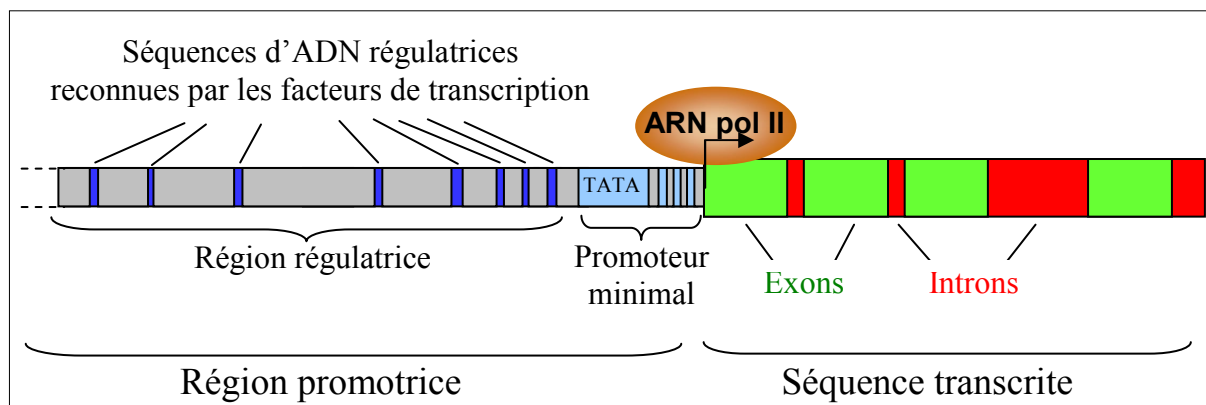 Séquences d'ADN régulatrices
reconnues par les facteurs de transcription
ARN pol II
TATA
Région régulatrice
Promoteur
minimal
Exons
Introns
Région promotrice
Séquence transcrite